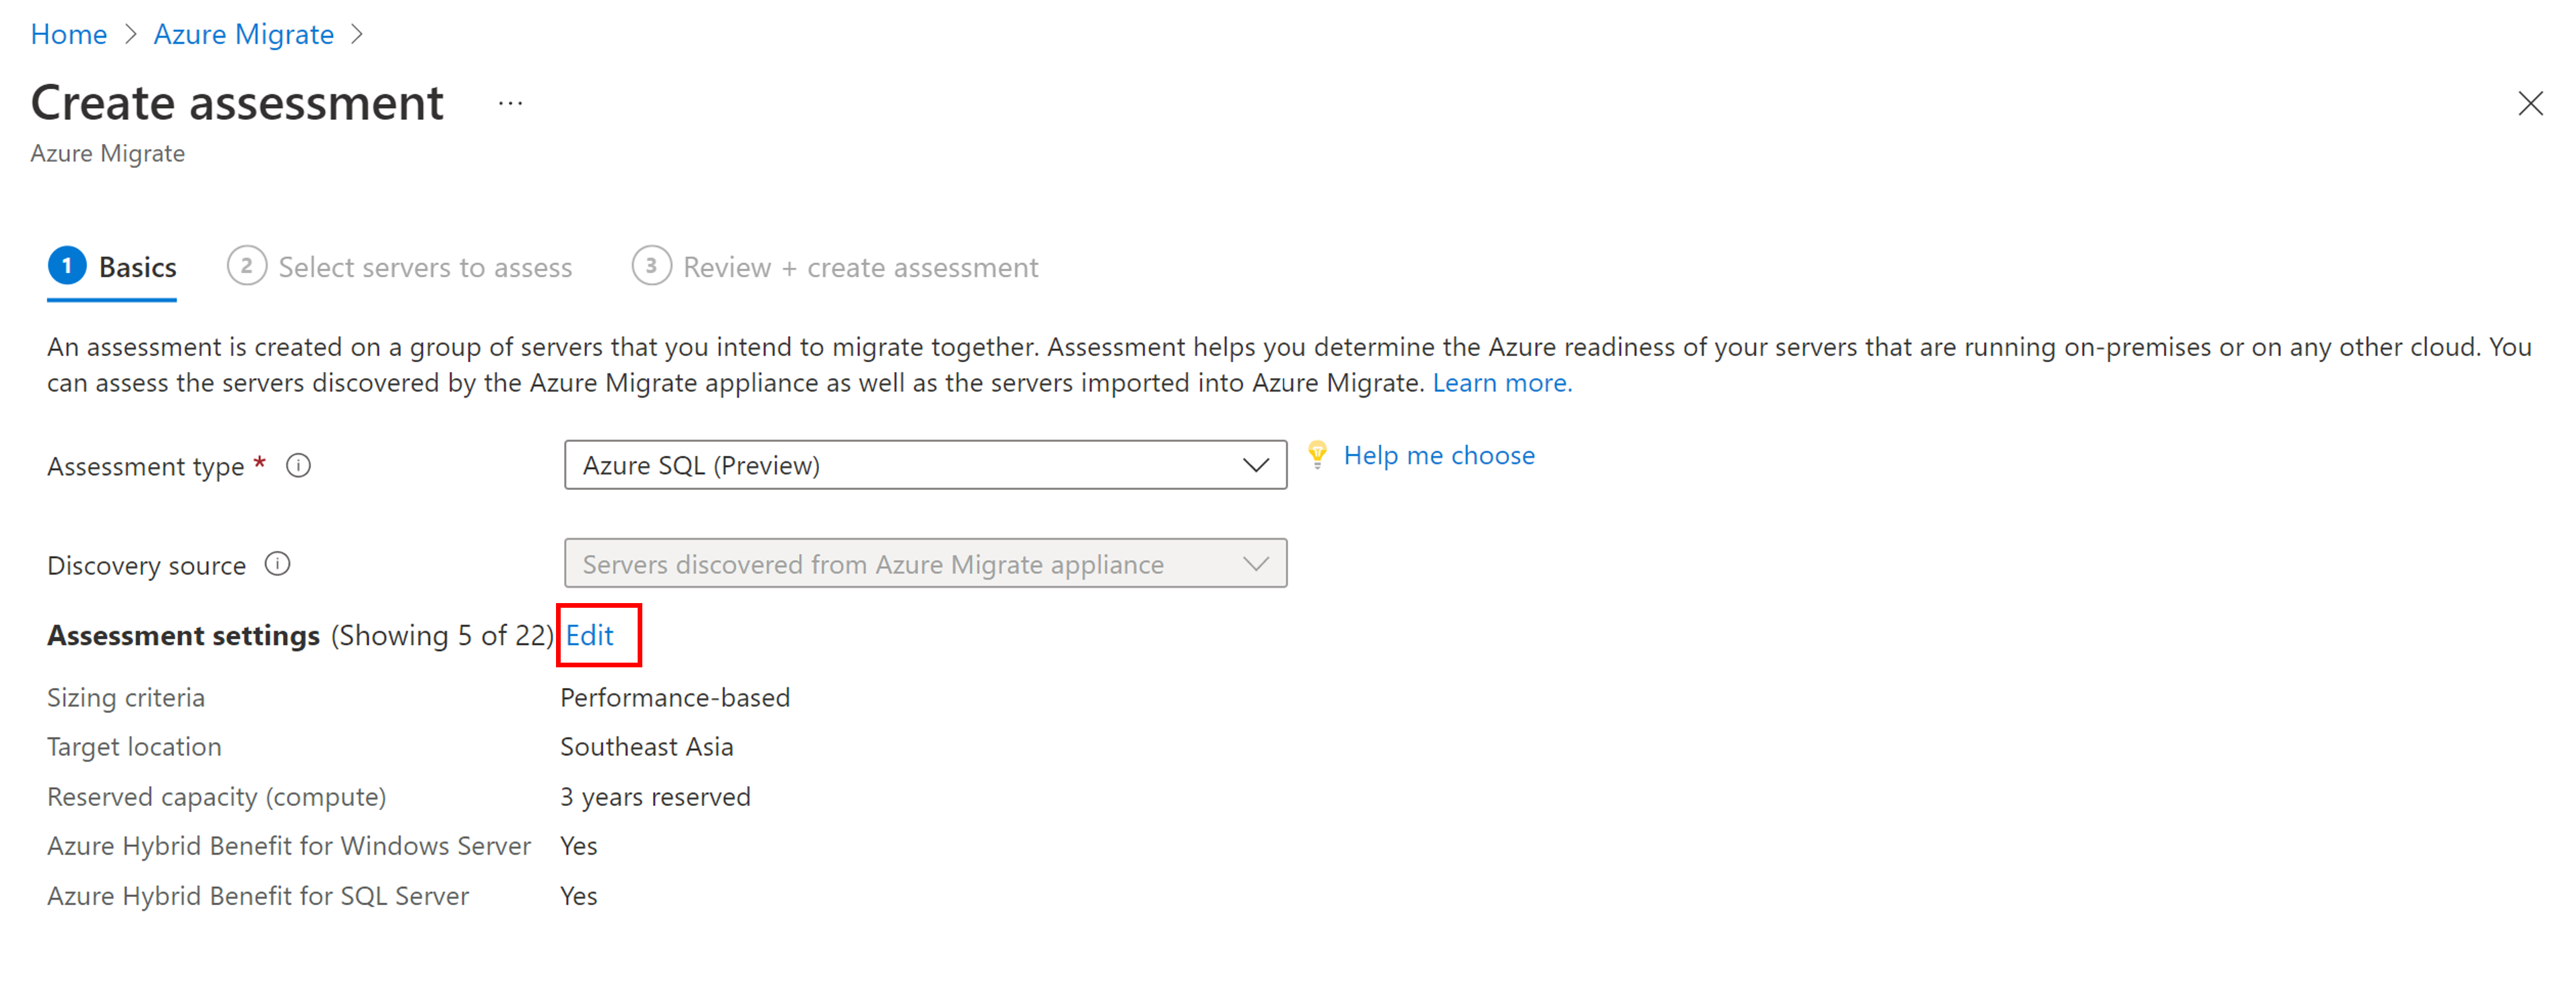 Home > Azure Migrate >
Create assessment ...
Azure Migrate
1 Basics 2 Select servers to assess 3 Review + create assessment
An assessment is created on a group of servers that you intend to migrate together. Assessment helps you determine the Azure readiness of your servers that are running on-premises or on any other cloud. You
can assess the servers discovered by the Azure Migrate appliance as well as the servers imported into Azure Migrate. Learn more.
Assessment type * Azure SQL (Preview) Help me choose
Discovery source Servers discovered from Azure Migrate appliance
Assessment settings (Showing 5 of 22) Edit
Sizing criteria Performance-based
Target location Southeast Asia
Reserved capacity (compute) 3 years reserved
Azure Hybrid Benefit for Windows Server Yes
Azure Hybrid Benefit for SQL Server Yes